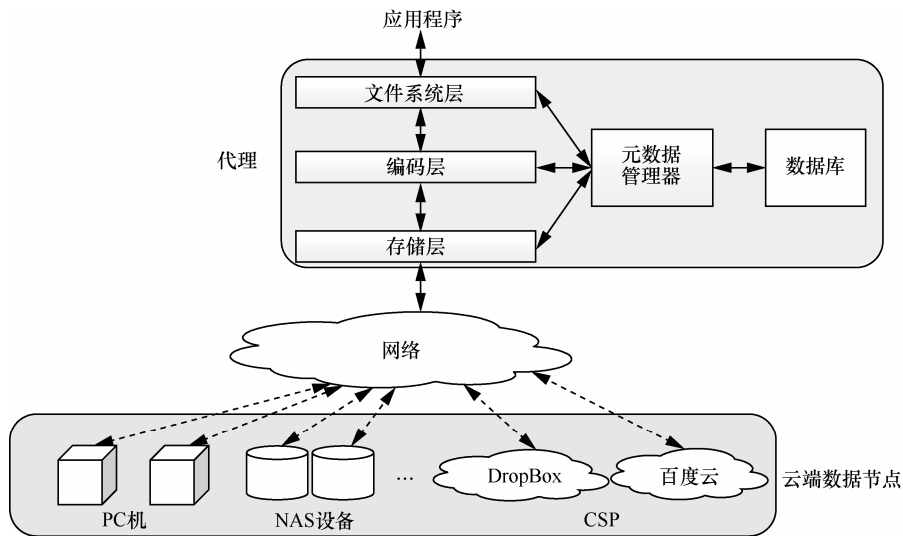 应用程序
文件系统层
代理
编码层
元数据
管理器
数据库
存储层
网络
...
DropBox
百度云
云端数据节点
PC机
NAS设备
CSP